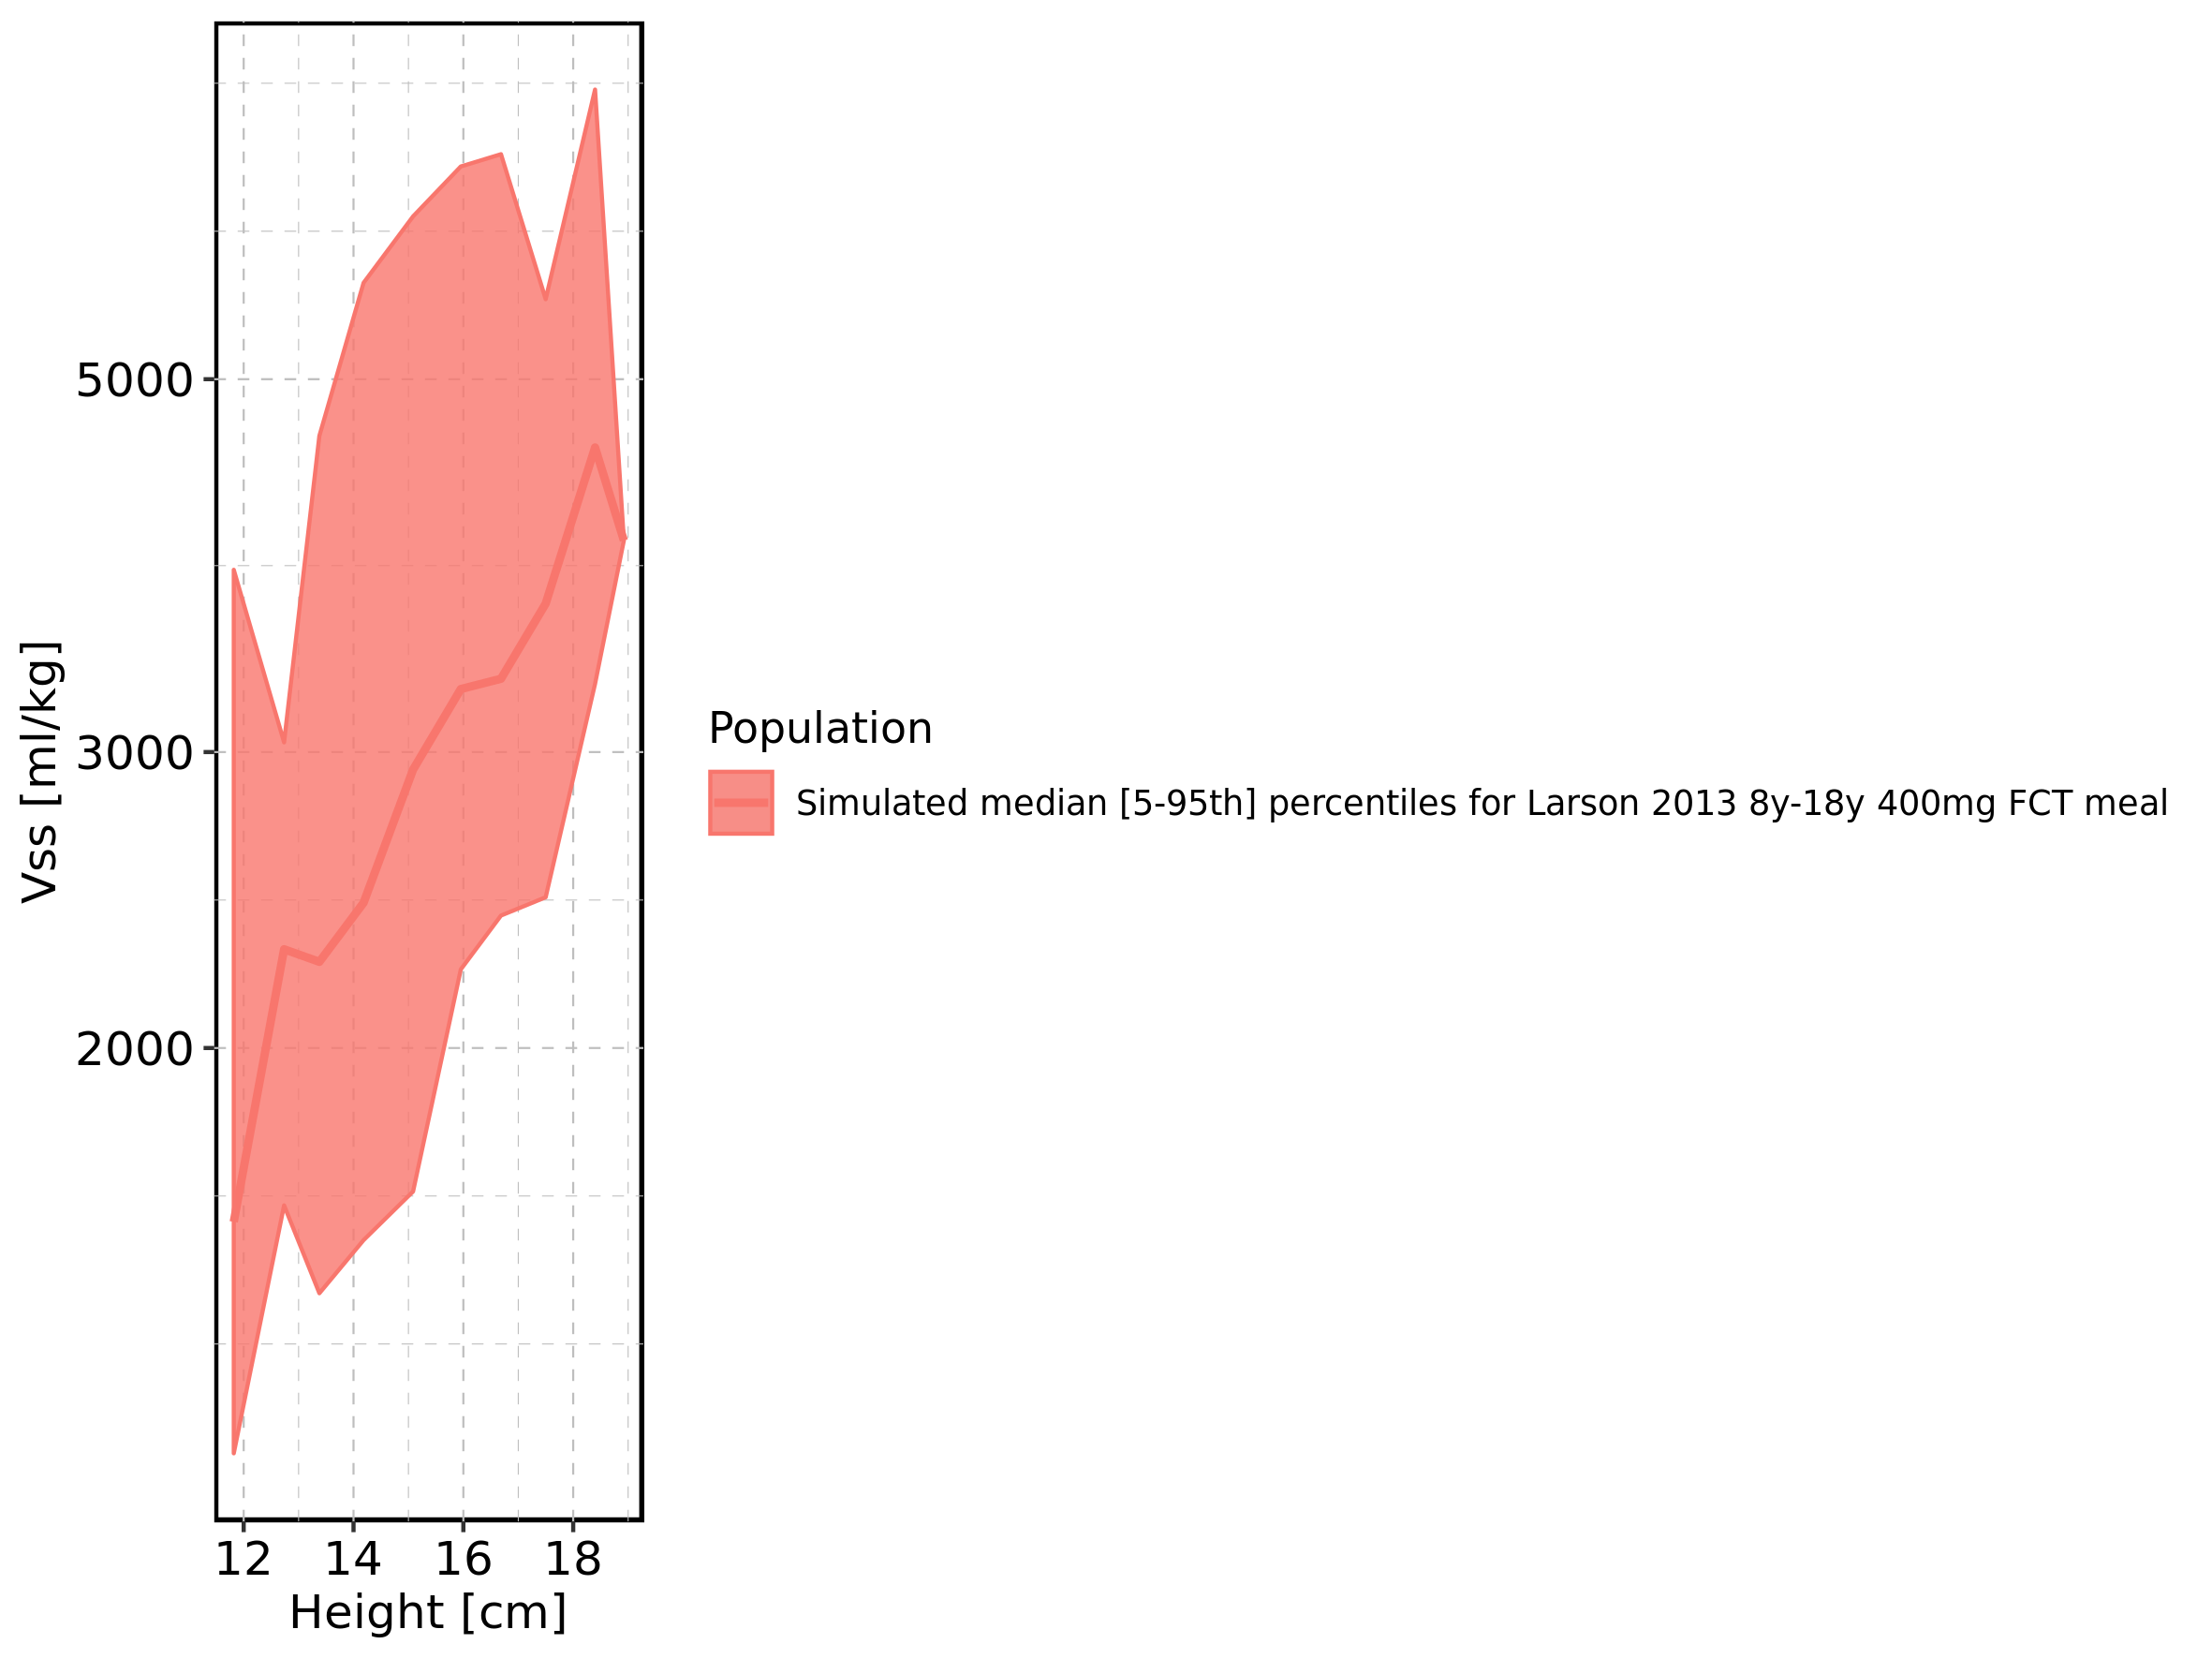 5000
3000
2000
Vss [ml/kg]
12 14 16 18
Height [cm]
Population
Simulated median [5-95th] percentiles for Larson 2013 8y-18y 400mg FCT meal